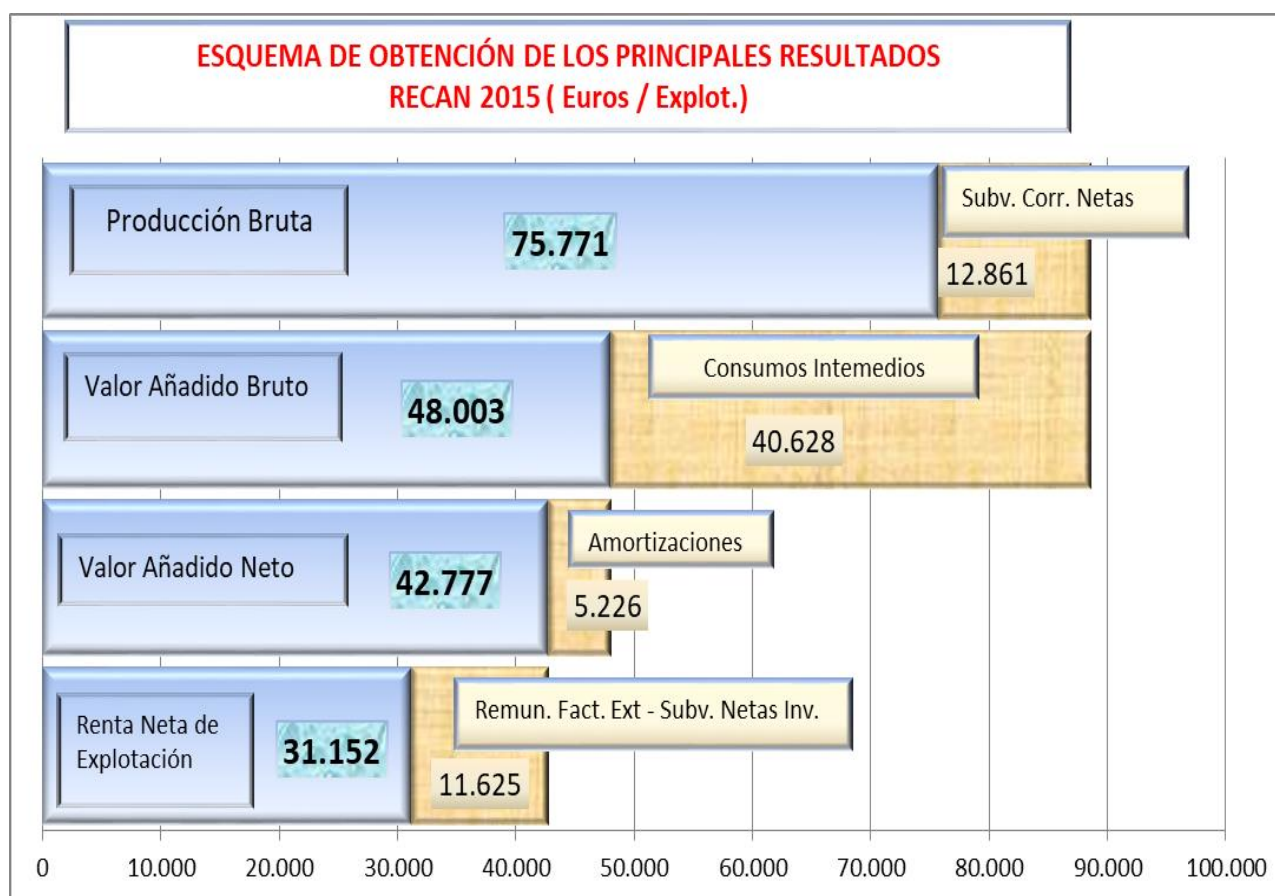 ESQUEMA DE OBTENCIÓN DE LOS PRINCIPALES RESULTADOS
RECAN 2015 ( Euros / Explot.)
Producción Bruta
75.771
Subv. Corr. Netas
12.861
Valor Añadido Bruto
48.003
Consumos Intemedios
40.628
Valor Añadido Neto
42.777
Amortizaciones
5.226
Renta Neta de
Explotación
31.152
Remun. Fact. Ext - Subv. Netas Inv.
11.625
0 10.000 20.000 30.000 40.000 50.000 60.000 70.000 80.000 90.000 100.000